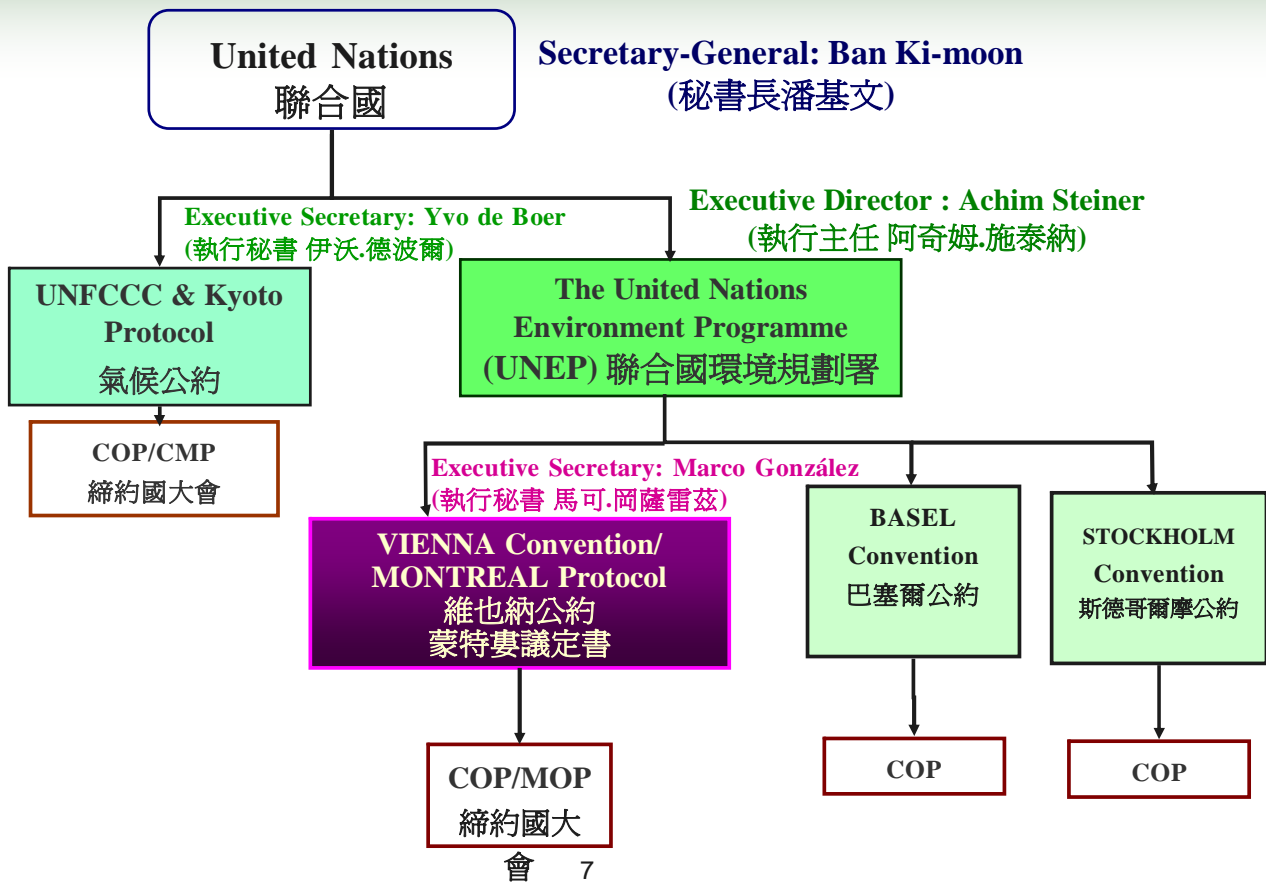 United Nations
聯合國
Secretary-General: Ban Ki-moon
(秘書長潘基文)
Executive Secretary: Yvo de Boer
(執行秘書 伊沃.德波爾)
Executive Director : Achim Steiner
(執行主任 阿奇姆.施泰納)
UNFCCC & Kyoto
Protocol
氣候公約
The United Nations
Environment Programme
(UNEP) 聯合國環境規劃署
COP/CMP
締約國大會
Executive Secretary: Marco González
(執行秘書 馬可.岡薩雷茲)
VIENNA Convention/
MONTREAL Protocol
維也納公約
蒙特婁議定書
BASEL
Convention
巴塞爾公約
STOCKHOLM
Convention
斯德哥爾摩公約
COP/MOP
締約國大
會
COP
COP
7